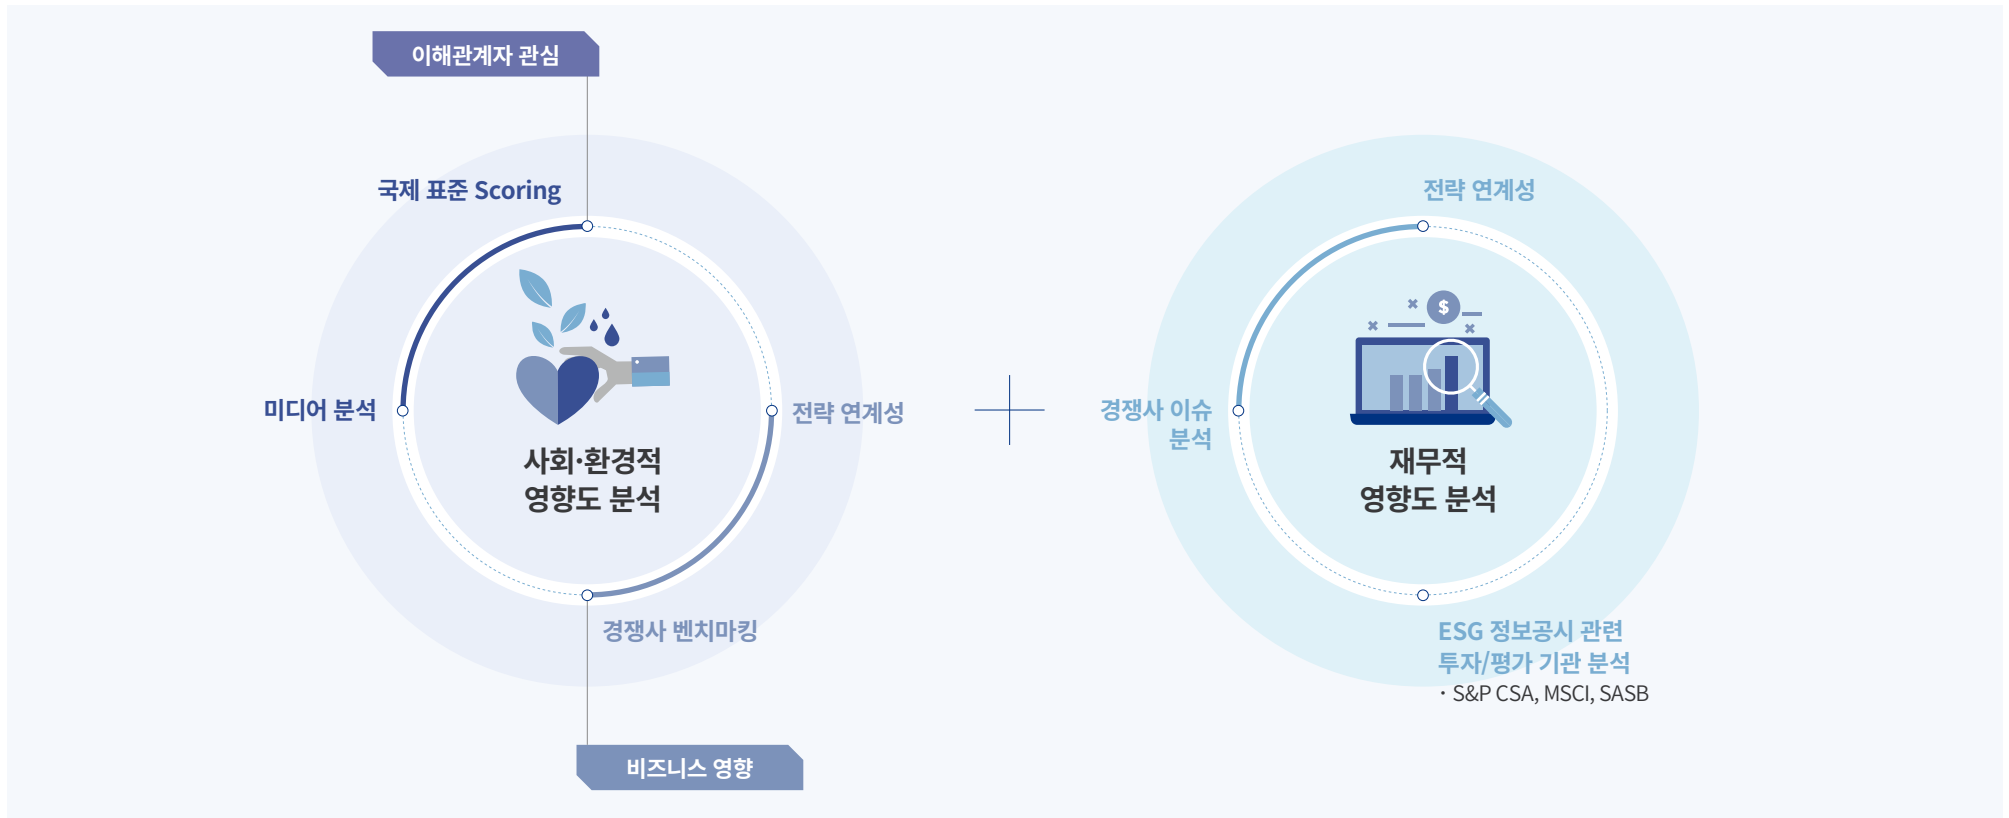 이해관계자 관심
국제 표준 Scoring
미디어 분석
전략 연계성
사회·환경적
영향도 분석
경쟁사 벤치마킹
비즈니스 영향
전략 연계성
경쟁사 이슈
분석
$
재무적
영향도 분석
ESG 정보공시 관련
투자/평가 기관 분석
· S&P CSA, MSCI, SASB